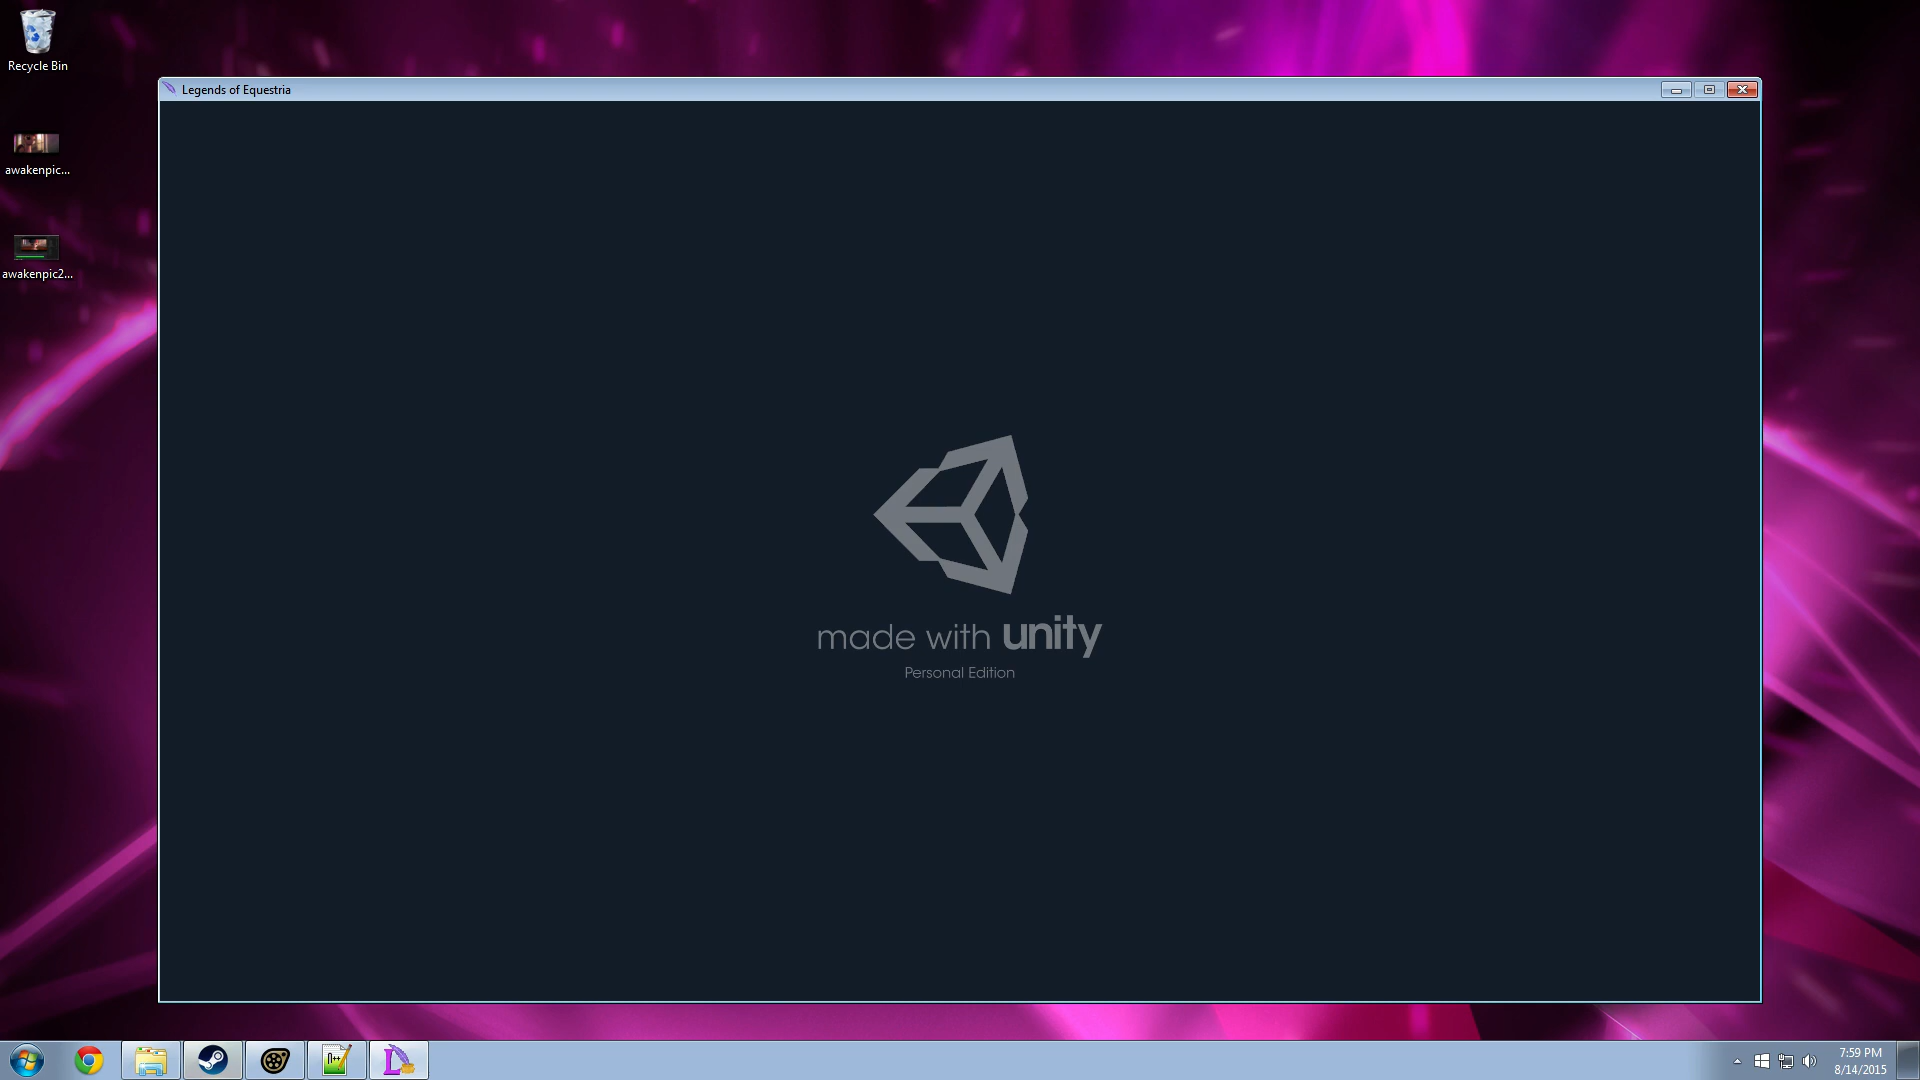 Recycle Bin
awakenpic...
awakenpic2...
Legends of Equestria
made with unity
Personal Edition
7:59 PM
8/14/2015